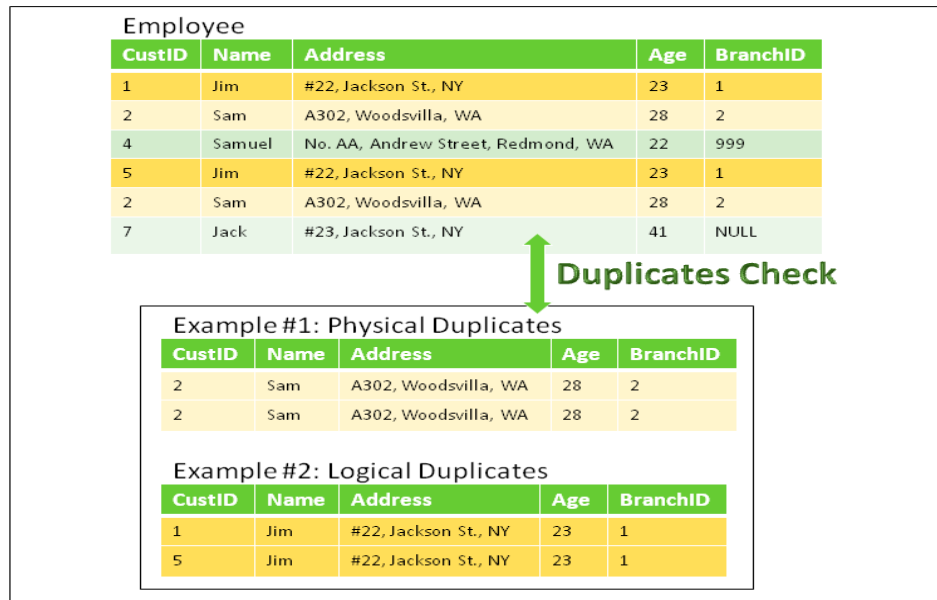 Employee
CustID Name Address Age BranchID
1 Jim #22, Jackson St., NY 23 1
2 Sam A302, Woodsvilla, WA 28 2
4 Samuel No. AA, Andrew Street, Redmond, WA 22 999
5 Jim #22, Jackson St., NY 23 1
2 Sam A302, Woodsvilla, WA 28 2
7 Jack #23, Jackson St., NY 41 NULL
Duplicates Check
Example #1: Physical Duplicates
CustID Name Address Age BranchID
2 Sam A302, Woodsvilla, WA 28 2
2 Sam A302, Woodsvilla, WA 28 2
Example #2: Logical Duplicates
CustID Name Address Age BranchID
1 Jim #22, Jackson St., NY 23 1
5 Jim #22, Jackson St., NY 23 1